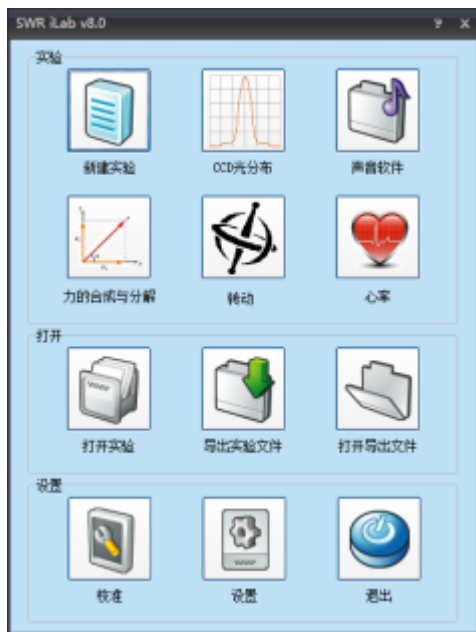 SWR iLab v8.0
? X
实验
新建实验 CCD光分布 声音软件
力的合成与分解 转动 心率
打开
打开实验 导出实验文件 打开导出文件
设置
校准 设置 退出